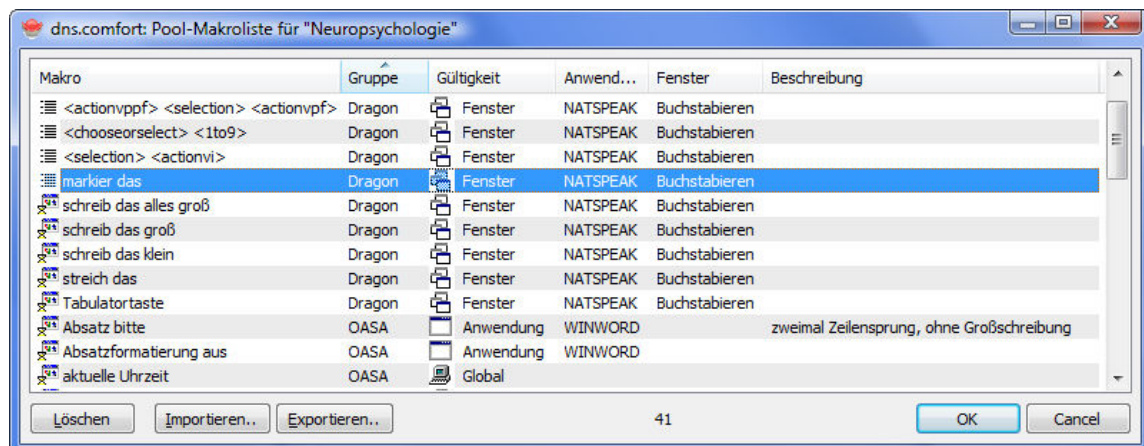 dns.comfort: Pool-Makroliste für "Neuropsychologie"
Makro Gruppe Gültigkeit Anwend... Fenster Beschreibung
<actionvppf> <selection> <actionvpf> Dragon Fenster NATSPEAK Buchstabieren
<chooseorselect> <1to9> Dragon Fenster NATSPEAK Buchstabieren
<selection> <actionvi> Dragon Fenster NATSPEAK Buchstabieren
markier das Dragon Fenster NATSPEAK Buchstabieren
schreib das alles groß Dragon Fenster NATSPEAK Buchstabieren
schreib das groß Dragon Fenster NATSPEAK Buchstabieren
schreib das klein Dragon Fenster NATSPEAK Buchstabieren
streich das Dragon Fenster NATSPEAK Buchstabieren
Tabulatortaste Dragon Fenster NATSPEAK Buchstabieren
Absatz bitte OASA Anwendung WINWORD zweimal Zeilensprung, ohne Großschreibung
Absatzformatierung aus OASA Anwendung WINWORD
aktuelle Uhrzeit OASA Global
Löschen Importieren.. Exportieren.. 41 OK Cancel